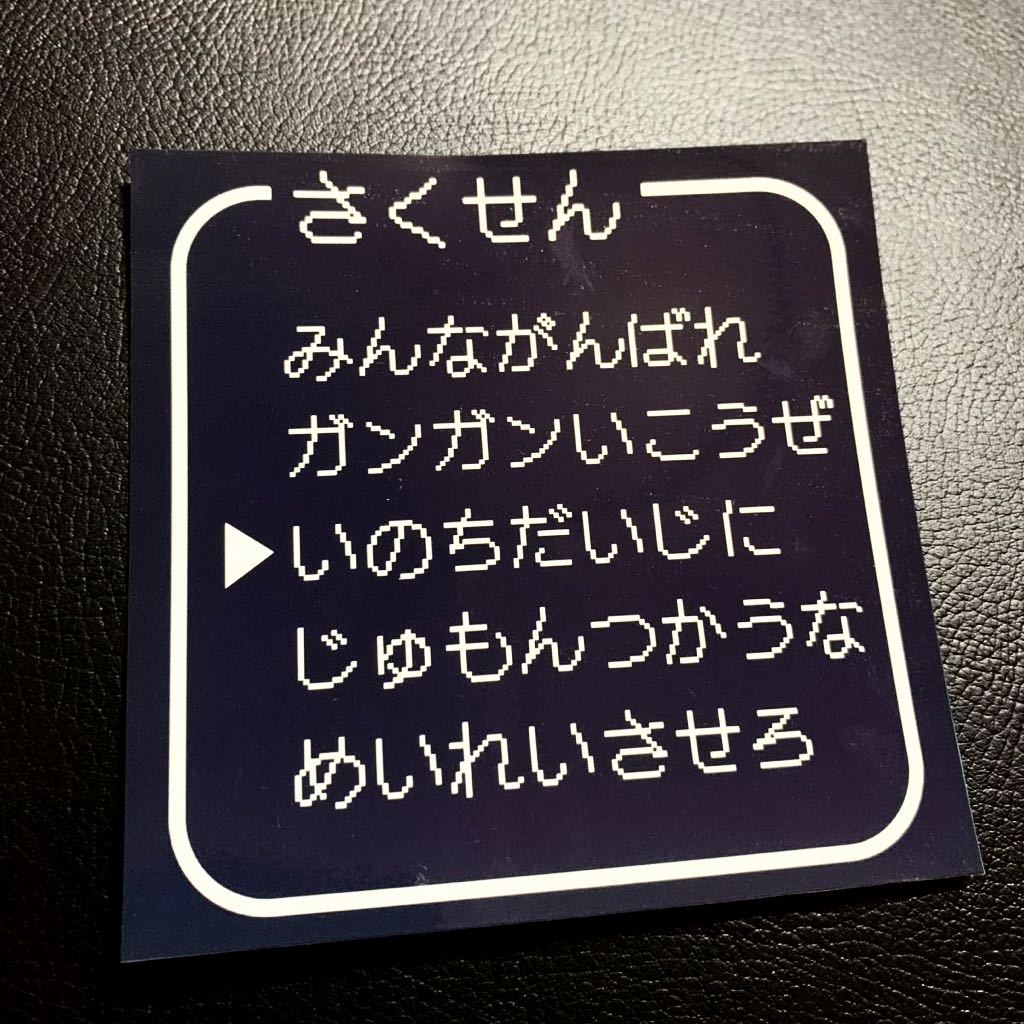 さくせん
みんながんばれ
ガンガンいこうぜ
▶いのちだいじに
じゅもんつかうな
めいれいさせろ